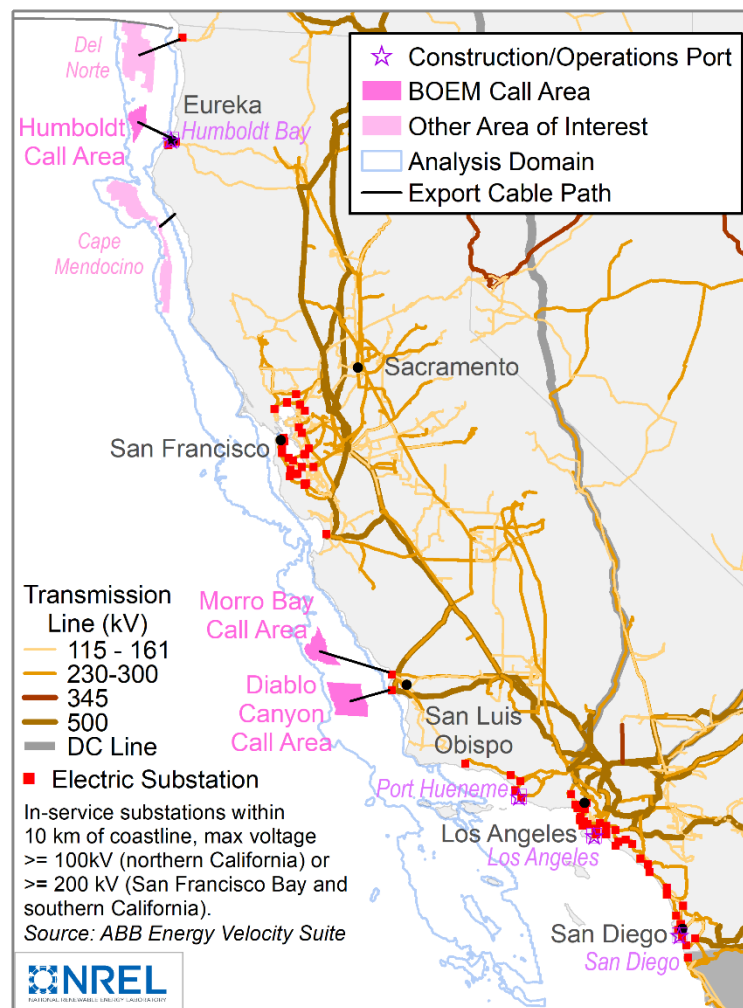 Del
Norte
Eureka
Humboldt Bay
Humboldt
Call Area
Cape
Mendocino
Construction/Operations Port
BOEM Call Area
Other Area of Interest
Analysis Domain
Export Cable Path
Sacramento
San Francisco
Morro Bay
Call Area
Diablo
Canyon
Call Area
San Luis
Obispo
Port Hueneme
Los Angeles
Los Angeles
San Diego
San Diego
Transmission
Line (kV)
115 - 161
230-300
345
500
DC Line
Electric Substation
In-service substations within
10 km of coastline, max voltage
>= 100kV (northern California) or
>= 200 kV (San Francisco Bay and
southern California).
Source: ABB Energy Velocity Suite
NREL
NATIONAL RENEWABLE ENERGY LABORATORY